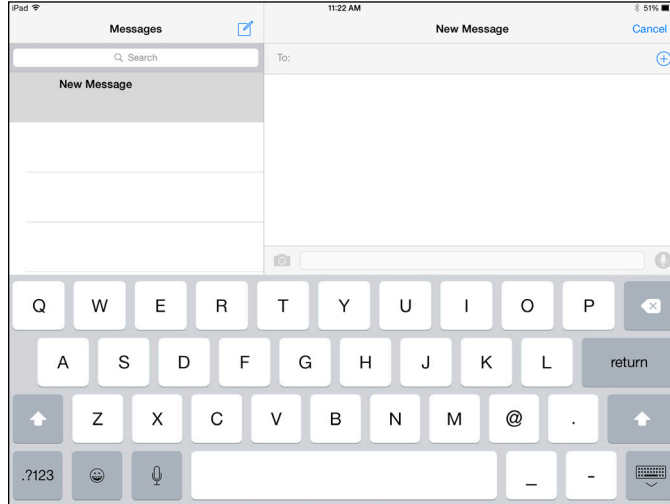 iPad 11:22 AM 51%
Messages New Message Cancel
Search To:
New Message
Q W E R T Y U I O P
A S D F G H J K L return
Z X C V B N M @ .
.?123 _ -